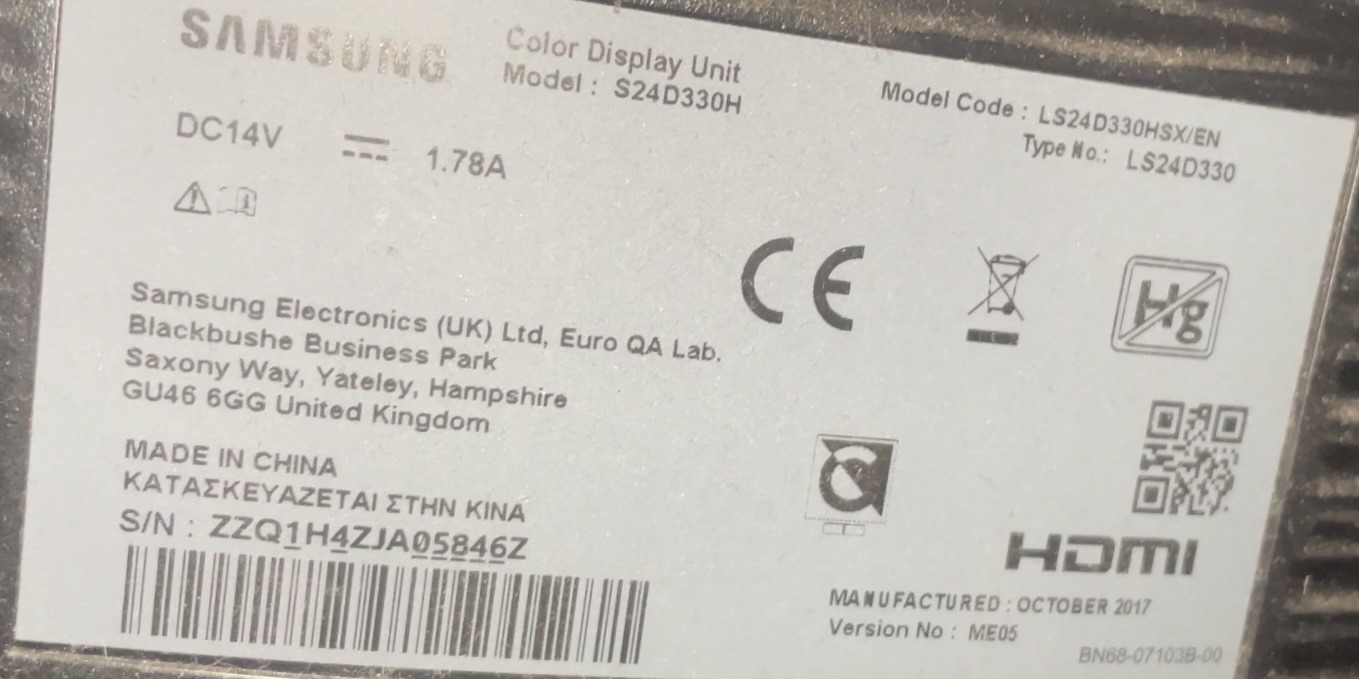 SAMSUNG
Color Display Unit
Model : S24D330H
Model Code : LS24D330HSX/EN
Type No.: LS24D330
DC14V ⎓ 1.78A
CE
Hg
Samsung Electronics (UK) Ltd, Euro QA Lab.
Blackbushe Business Park
Saxony Way, Yateley, Hampshire
GU46 6GG United Kingdom
MADE IN CHINA
ΚΑΤΑΣΚΕΥΑΖΕΤΑΙ ΣΤΗΝ ΚΙΝΑ
S/N : ZZQ1H4ZJA05846Z
HDMI
MANUFACTURED : OCTOBER 2017
Version No : ME05
BN68-07103B-00